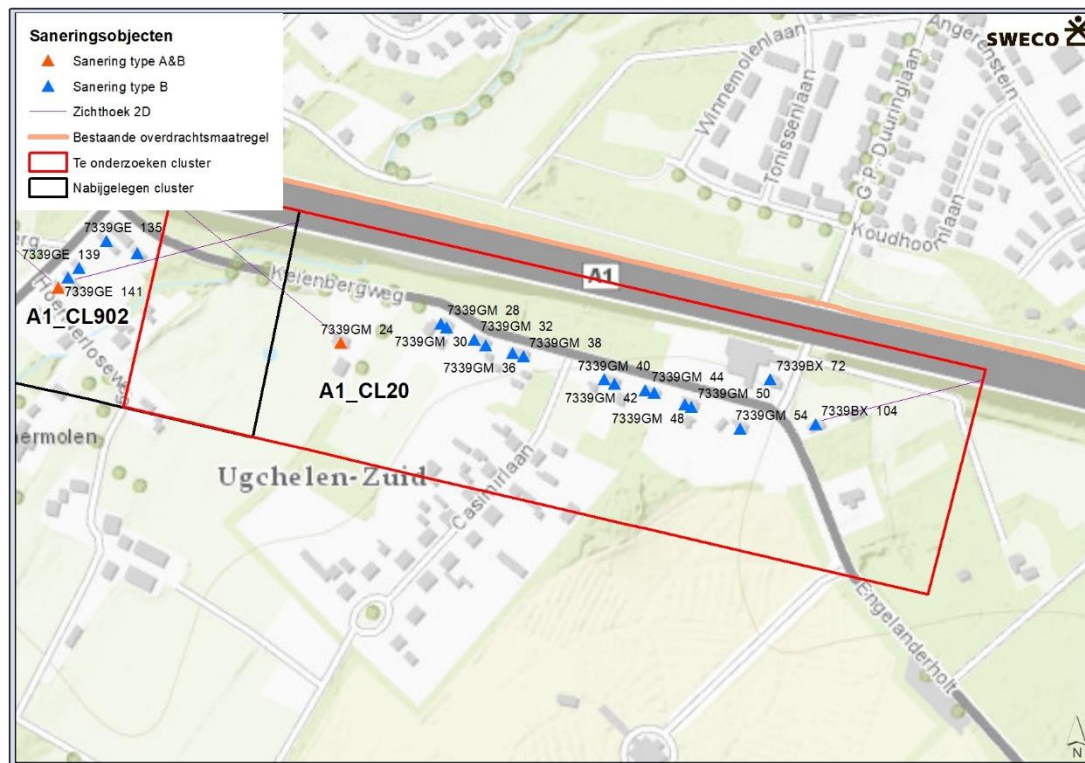 Saneringsobjecten
Sanering type A&B
Sanering type B
Zichthoek 2D
Bestaande overdrachtsmaatregel
Te onderzoeken cluster
Nabijgelegen cluster
SWECO
Angerenstein
Winnemolenlaan
Tonissenlaan
G.p. Duuringlaan
Koudhoornlaan
A1
7339GE 135
7339GE 139
7339GE 141
A1_CL902
Keienbergweg
7339GM 28
7339GM 24
7339GM 32
7339GM 30
7339GM 38
7339GM 36
A1_CL20
7339GM 40
7339GM 44
7339BX 72
7339GM 42
7339GM 50
7339GM 48
7339GM 54
7339BX 104
Ugchelen-Zuid
Casimirlaan
Engelanderholt
N